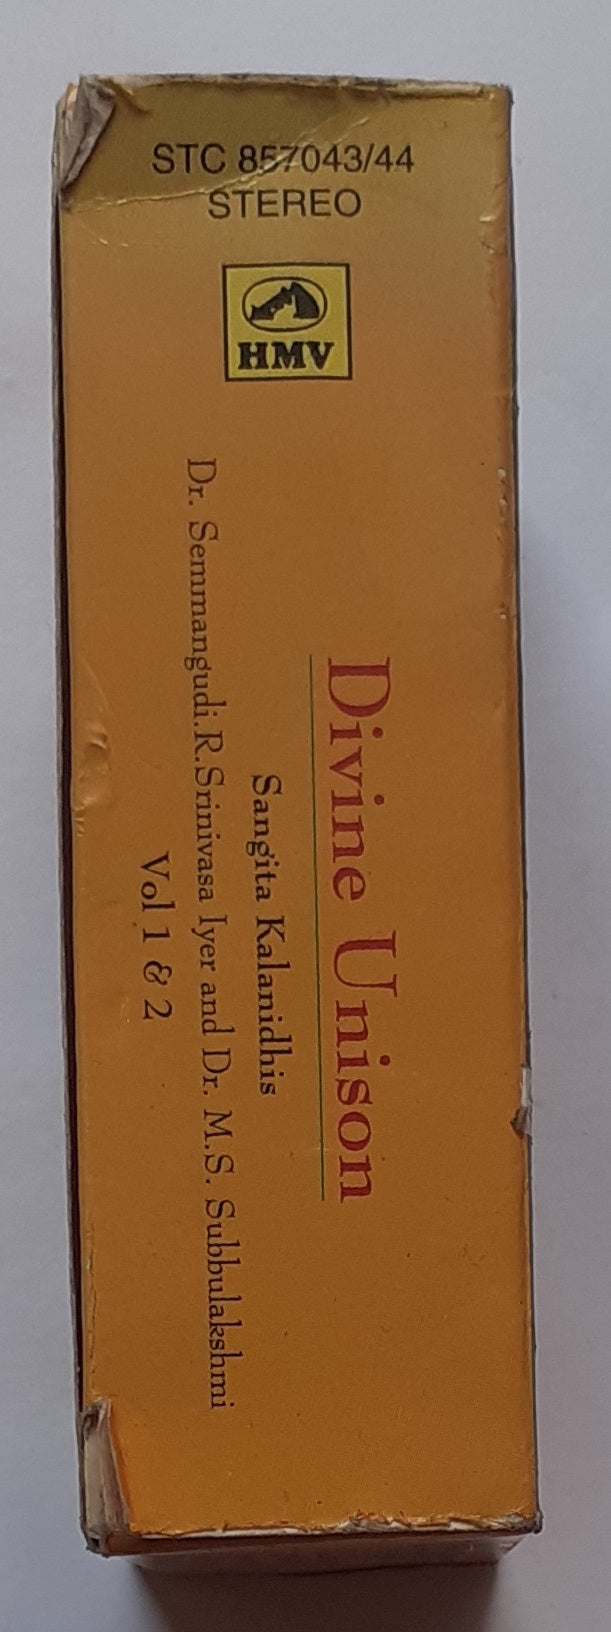 STC 857043/44
STEREO
HMV
Divine Unison
Sangita Kalanidhis
Dr. Semmangudi.R.Srinivasa Iyer and Dr. M.S. Subbulakshmi
Vol 1 & 2